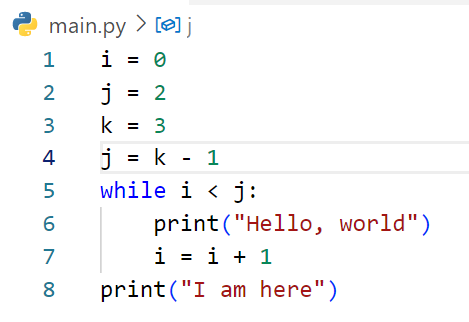 main.py > j
1 i = 0
2 j = 2
3 k = 3
4 j = k - 1
5 while i < j:
6     print("Hello, world")
7     i = i + 1
8 print("I am here")